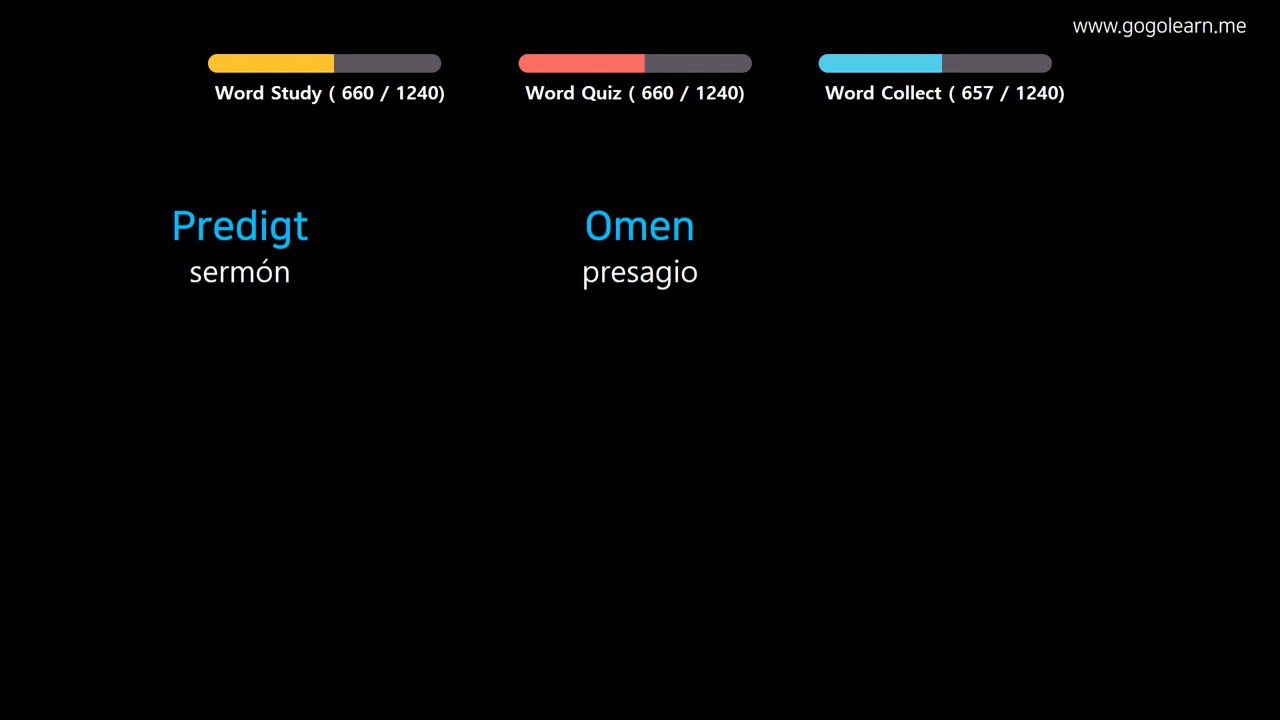 www.gogolearn.me
Word Study ( 660 / 1240)
Word Quiz ( 660 / 1240)
Word Collect ( 657 / 1240)
Predigt
sermón
Omen
presagio